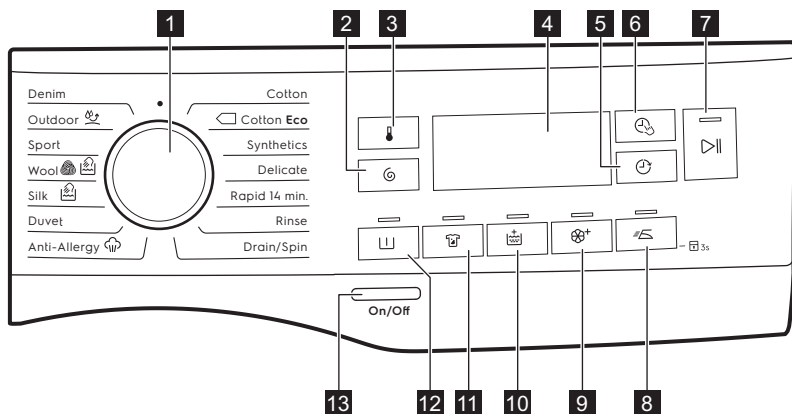 1
2
3
4
5
6
7
Denim
Outdoor
Sport
Wool
Silk
Duvet
Anti-Allergy
Cotton
Cotton Eco
Synthetics
Delicate
Rapid 14 min.
Rinse
Drain/Spin
3s
On/Off
13
12
11
10
9
8